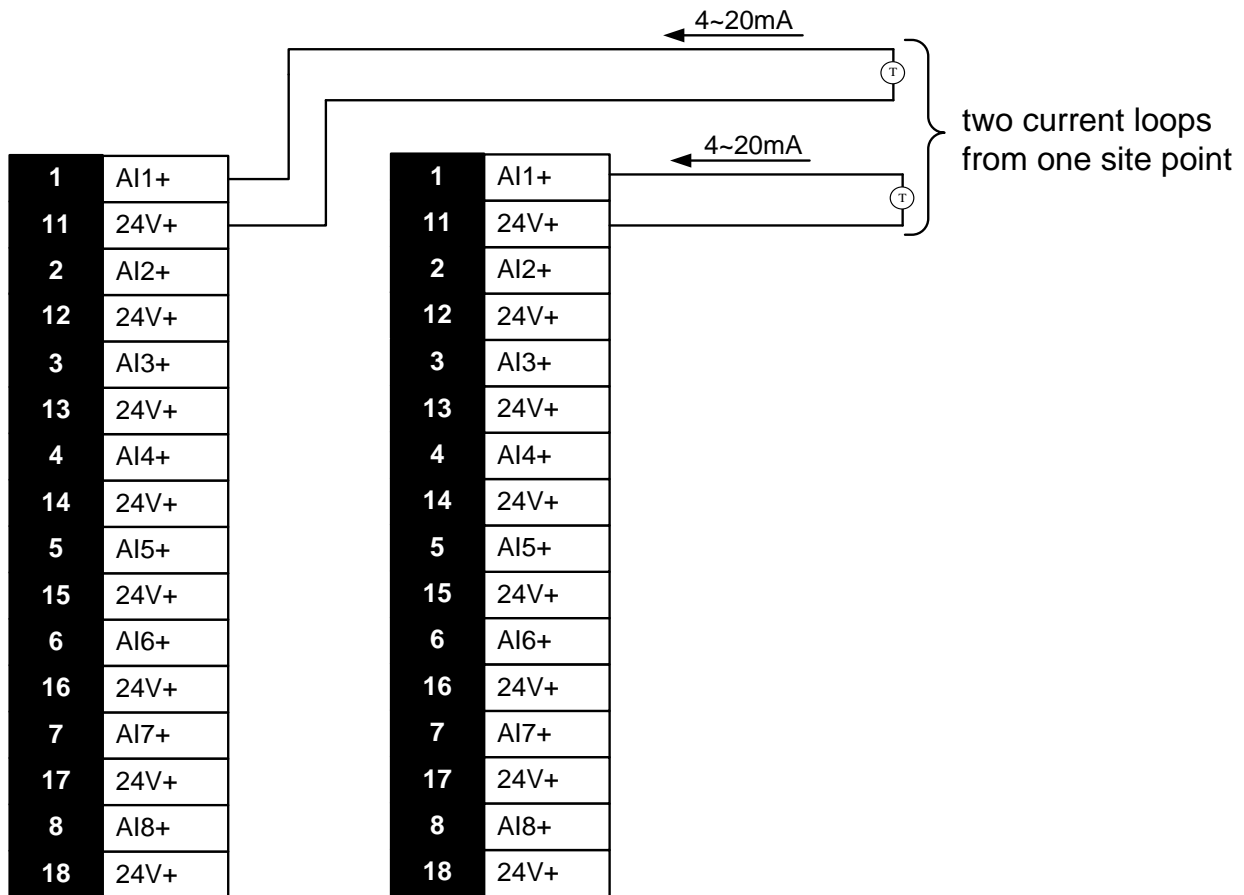 4~20mA
T
4~20mA
T
two current loops
from one site point
1 AI1+
11 24V+
2 AI2+
12 24V+
3 AI3+
13 24V+
4 AI4+
14 24V+
5 AI5+
15 24V+
6 AI6+
16 24V+
7 AI7+
17 24V+
8 AI8+
18 24V+
1 AI1+
11 24V+
2 AI2+
12 24V+
3 AI3+
13 24V+
4 AI4+
14 24V+
5 AI5+
15 24V+
6 AI6+
16 24V+
7 AI7+
17 24V+
8 AI8+
18 24V+